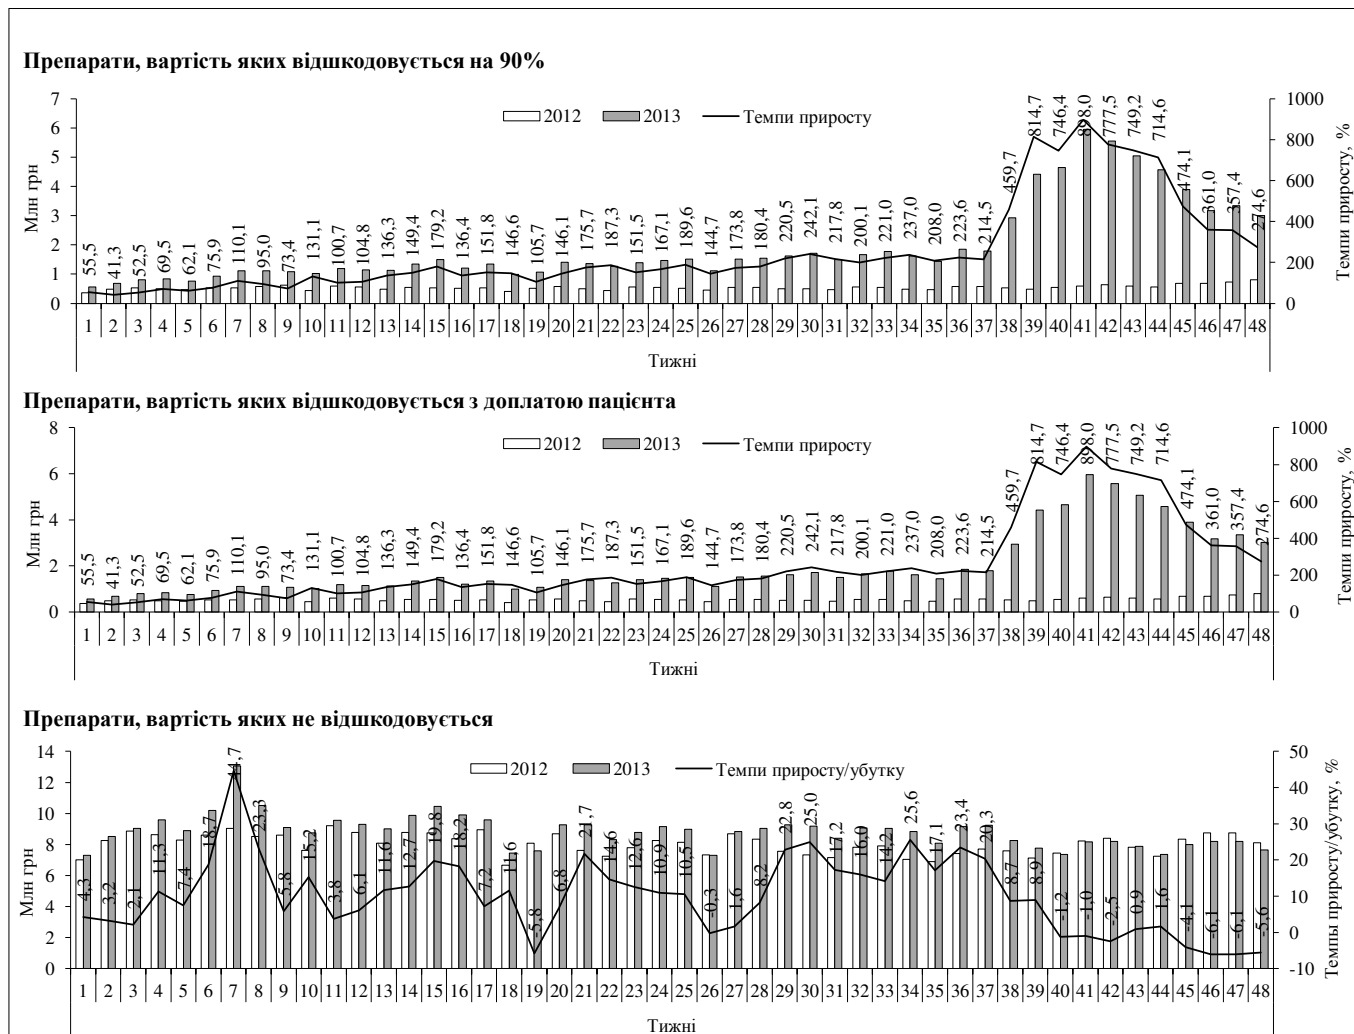 Препарати, вартість яких відшкодовується на 90%
Млн грн
7
6
5
4
3
2
1
0
2012 2013 Темпи приросту
55,5 41,3 52,5 69,5 62,1 75,9 110,1 95,0 73,4 131,1 100,7 104,8 136,3 149,4 179,2 136,4 151,8 146,6 105,7 146,1 175,7 187,3 151,5 167,1 189,6 144,7 173,8 180,4 220,5 242,1 217,8 200,1 221,0 237,0 208,0 223,6 214,5 459,7 814,7 746,4 898,0 777,5 749,2 714,6 474,1 361,0 357,4 274,6
1000
800
600
400
200
0
Темпи приросту, %
1 2 3 4 5 6 7 8 9 10 11 12 13 14 15 16 17 18 19 20 21 22 23 24 25 26 27 28 29 30 31 32 33 34 35 36 37 38 39 40 41 42 43 44 45 46 47 48
Тижні
Препарати, вартість яких відшкодовується з доплатою пацієнта
Млн грн
8
6
4
2
0
2012 2013 Темпи приросту
55,5 41,3 52,5 69,5 62,1 75,9 110,1 95,0 73,4 131,1 100,7 104,8 136,3 149,4 179,2 136,4 151,8 146,6 105,7 146,1 175,7 187,3 151,5 167,1 189,6 144,7 173,8 180,4 220,5 242,1 217,8 200,1 221,0 237,0 208,0 223,6 214,5 459,7 814,7 746,4 898,0 777,5 749,2 714,6 474,1 361,0 357,4 274,6
1000
800
600
400
200
0
Темпи приросту, %
1 2 3 4 5 6 7 8 9 10 11 12 13 14 15 16 17 18 19 20 21 22 23 24 25 26 27 28 29 30 31 32 33 34 35 36 37 38 39 40 41 42 43 44 45 46 47 48
Тижні
Препарати, вартість яких не відшкодовується
Млн грн
14
12
10
8
6
4
2
0
2012 2013 Темпи приросту/убутку
4,3 3,2 2,1 11,3 7,4 18,7 44,7 23,3 5,8 15,2 3,8 6,1 11,6 12,7 19,8 18,2 7,2 11,6 -5,8 6,8 21,7 14,6 12,6 10,9 10,5 -0,3 1,6 8,2 22,8 25,0 17,2 16,0 14,2 25,6 17,1 23,4 20,3 8,7 8,9 -1,2 -1,0 -2,5 0,9 1,6 -4,1 -6,1 -6,1 -5,6
50
40
30
20
10
0
-10
Темпы приросту/убутку, %
1 2 3 4 5 6 7 8 9 10 11 12 13 14 15 16 17 18 19 20 21 22 23 24 25 26 27 28 29 30 31 32 33 34 35 36 37 38 39 40 41 42 43 44 45 46 47 48
Тижні